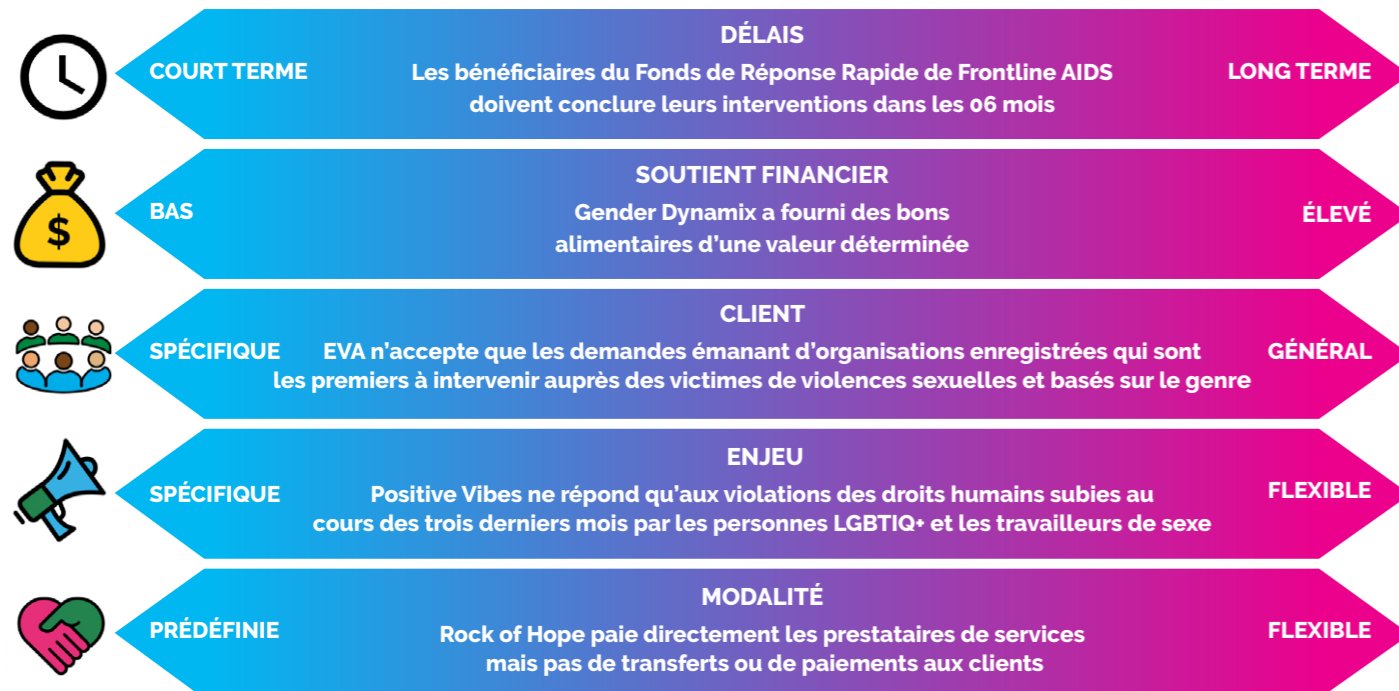 DÉLAIS
COURT TERME
Les bénéficiaires du Fonds de Réponse Rapide de Frontline AIDS
doivent conclure leurs interventions dans les 06 mois
LONG TERME
SOUTIENT FINANCIER
BAS
Gender Dynamix a fourni des bons
alimentaires d’une valeur déterminée
ÉLEVÉ
$
CLIENT
SPÉCIFIQUE
EVA n’accepte que les demandes émanant d’organisations enregistrées qui sont
les premiers à intervenir auprès des victimes de violences sexuelles et basés sur le genre
GÉNÉRAL
ENJEU
SPÉCIFIQUE
Positive Vibes ne répond qu’aux violations des droits humains subies au
cours des trois derniers mois par les personnes LGBTIQ+ et les travailleurs de sexe
FLEXIBLE
MODALITÉ
PRÉDÉFINIE
Rock of Hope paie directement les prestataires de services
mais pas de transferts ou de paiements aux clients
FLEXIBLE